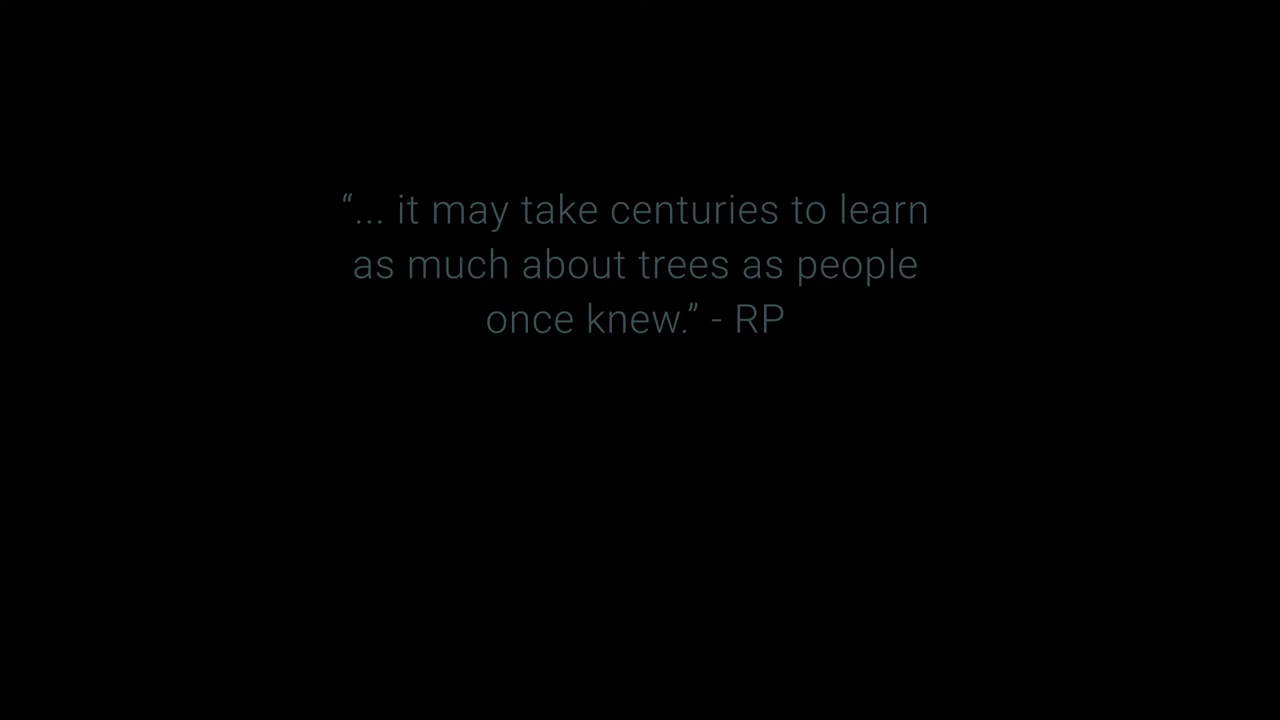 “... it may take centuries to learn
as much about trees as people
once knew.” - RP